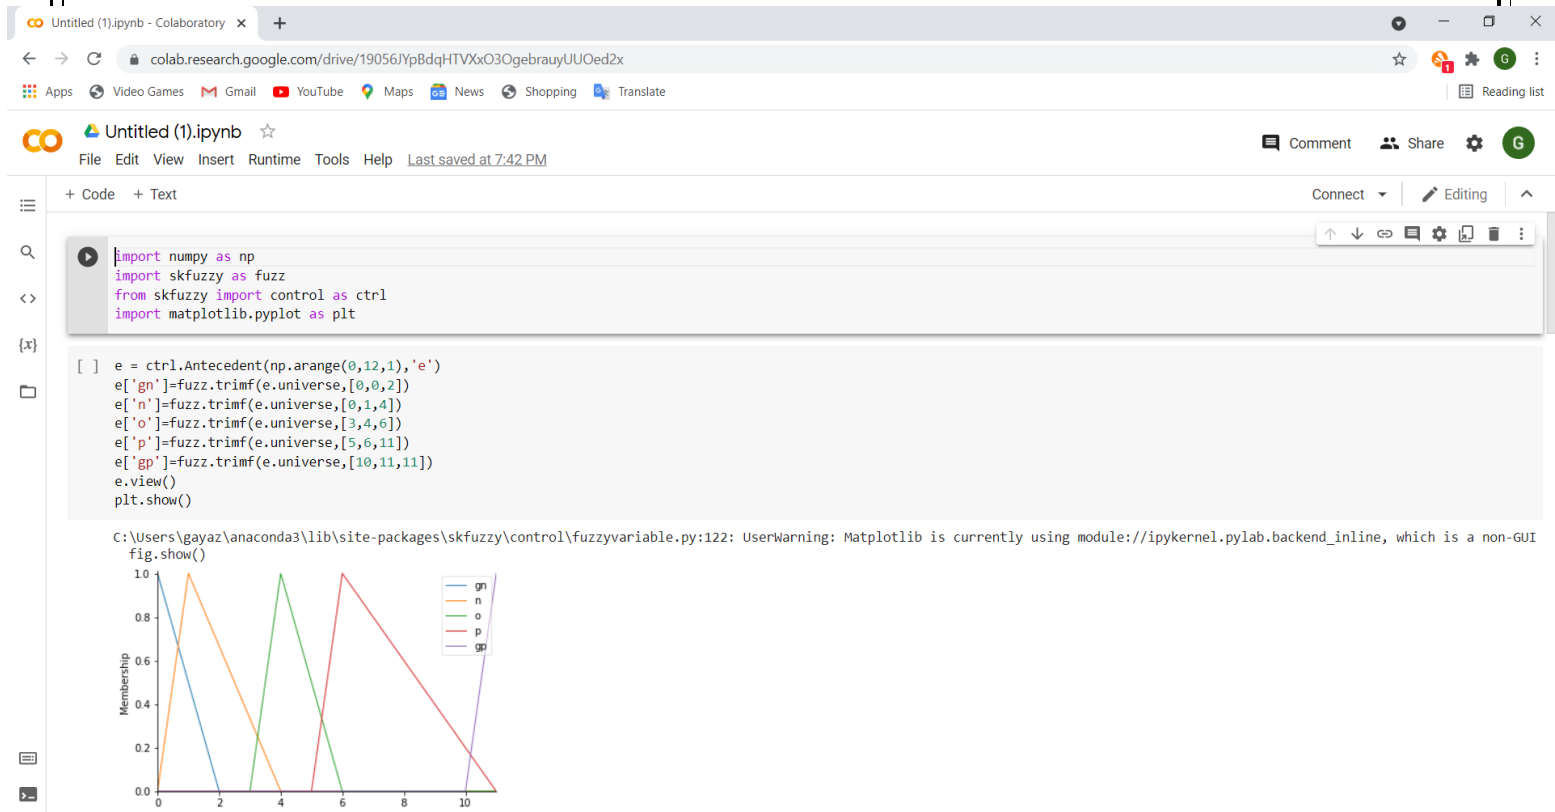 Untitled (1).ipynb - Colaboratory
colab.research.google.com/drive/19056JYpBdqHTVXxO3OgebrauyUUOed2x
1
G
Apps Video Games Gmail YouTube Maps GE News Shopping Translate Reading list
Untitled (1).ipynb
File Edit View Insert Runtime Tools Help Last saved at 7:42 PM
Comment Share G
+ Code + Text Connect Editing
import numpy as np
import skfuzzy as fuzz
from skfuzzy import control as ctrl
import matplotlib.pyplot as plt
{x}
[ ] e = ctrl.Antecedent(np.arange(0,12,1),'e')
e['gn']=fuzz.trimf(e.universe,[0,0,2])
e['n']=fuzz.trimf(e.universe,[0,1,4])
e['o']=fuzz.trimf(e.universe,[3,4,6])
e['p']=fuzz.trimf(e.universe,[5,6,11])
e['gp']=fuzz.trimf(e.universe,[10,11,11])
e.view()
plt.show()
C:\Users\gayaz\anaconda3\lib\site-packages\skfuzzy\control\fuzzyvariable.py:122: UserWarning: Matplotlib is currently using module://ipykernel.pylab.backend_inline, which is a non-GUI
fig.show()
1.0
0.8
0.6
0.4
0.2
0.0
Membership
gn
n
o
p
gp
0 2 4 6 8 10